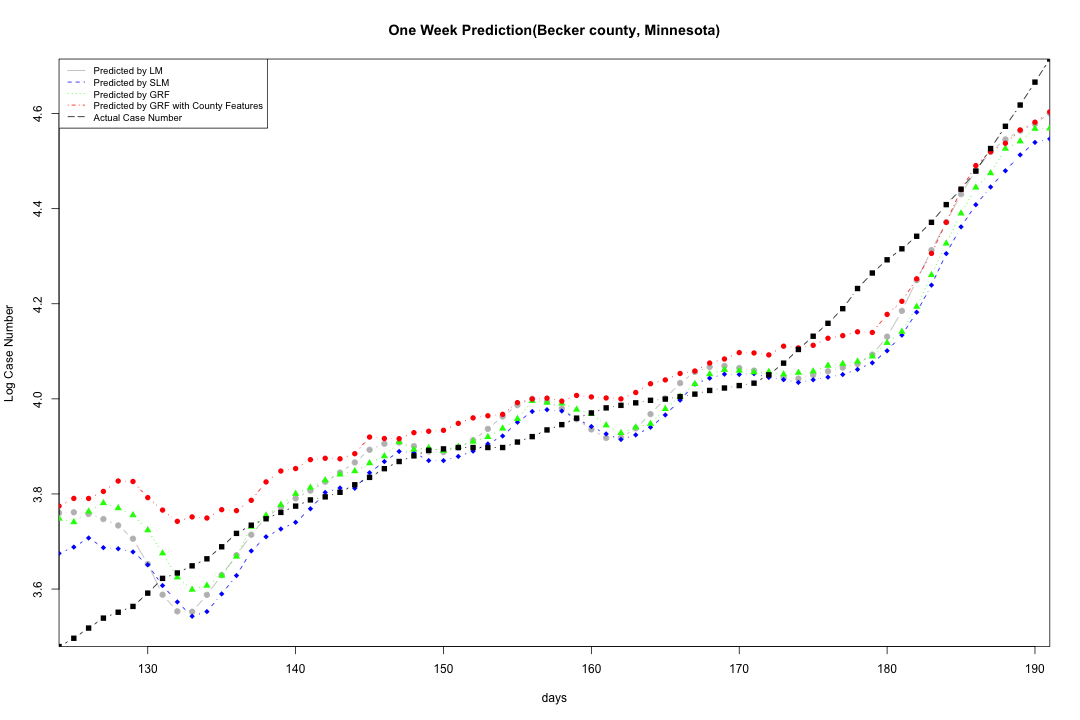 One Week Prediction(Becker county, Minnesota)
Predicted by LM
Predicted by SLM
Predicted by GRF
Predicted by GRF with County Features
Actual Case Number
4.6
4.4
4.2
4.0
3.8
3.6
Log Case Number
130 140 150 160 170 180 190
days